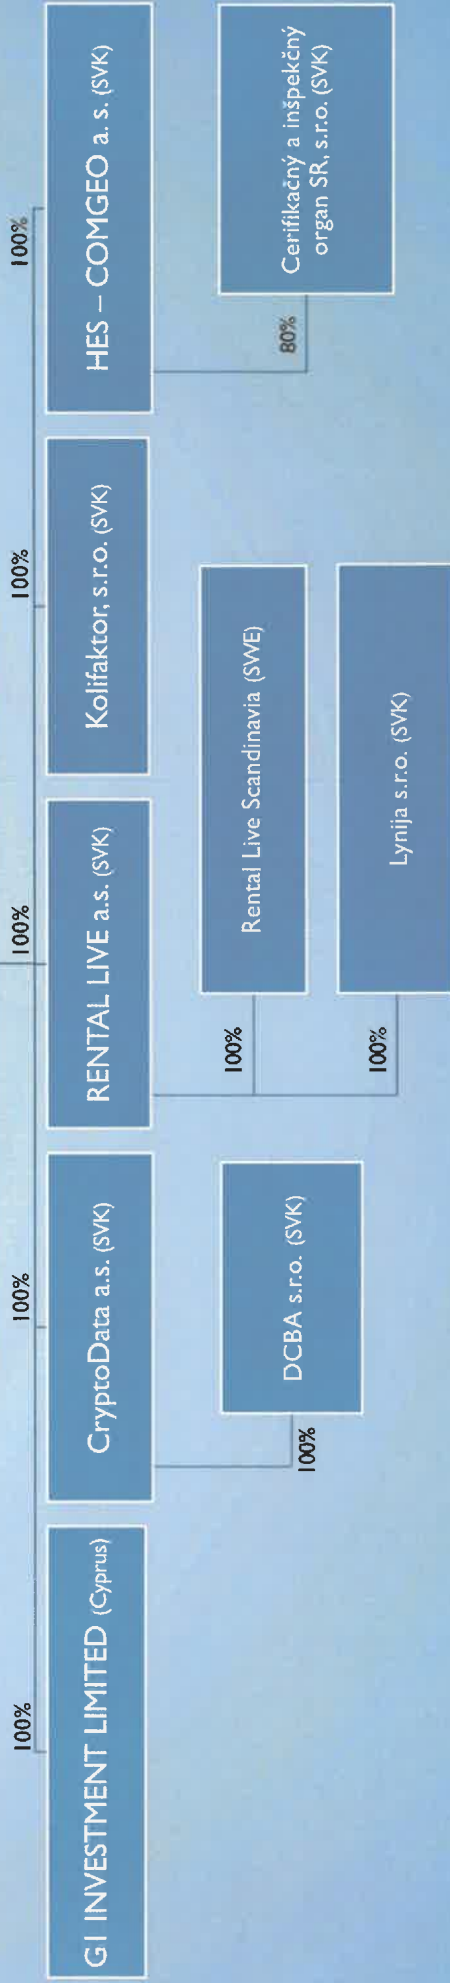 100%
GI INVESTMENT LIMITED (Cyprus)
100%
CryptoData a.s. (SVK)
100%
DCBA s.r.o. (SVK)
100%
RENTAL LIVE a.s. (SVK)
100%
Rental Live Scandinavia (SWE)
100%
Lynija s.r.o. (SVK)
100%
Kolifaktor, s.r.o. (SVK)
100%
HES – COMGEO a. s. (SVK)
80%
Cerifikačný a inšpekčný
organ SR, s.r.o. (SVK)